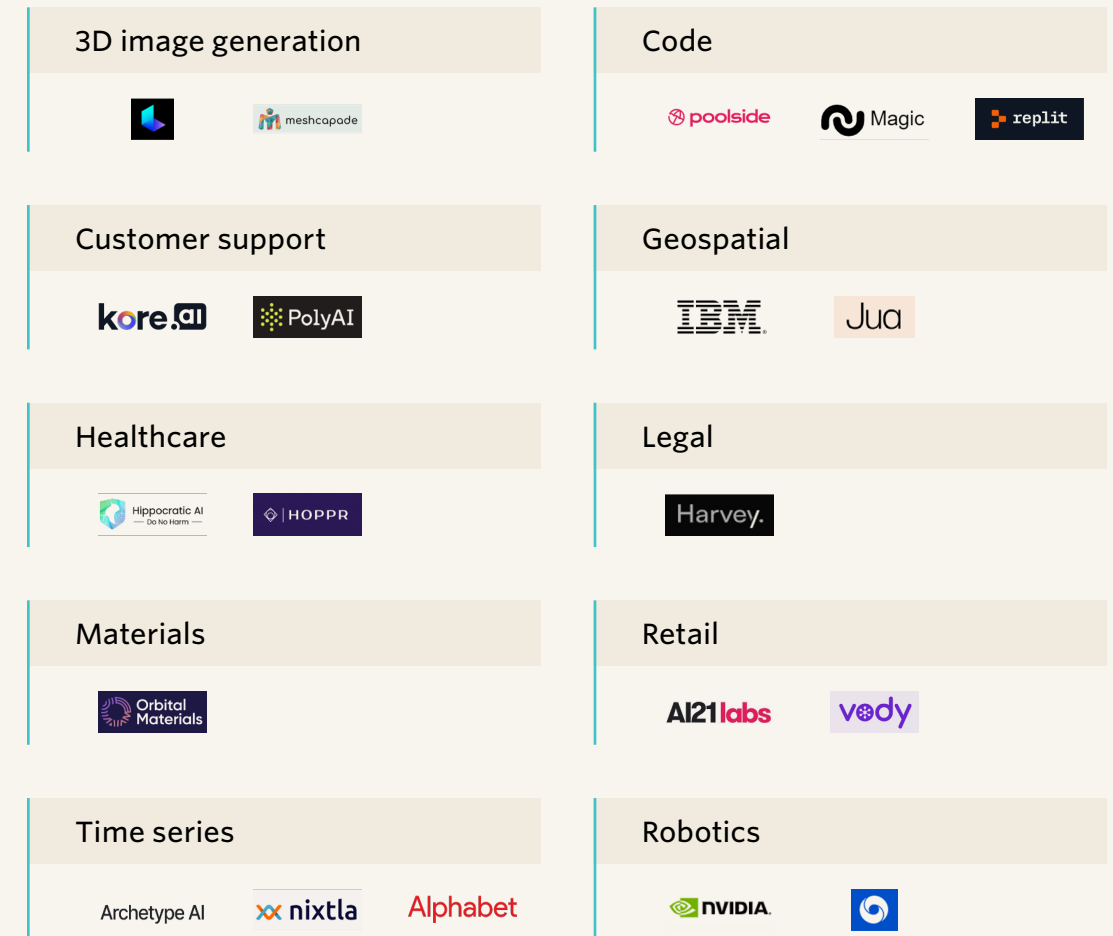 3D image generation
meshcapade
Code
poolside
Magic
replit
Customer support
kore.ai
PolyAI
Geospatial
IBM®
Jua
Healthcare
Hippocratic AI
— Do No Harm —
HOPPR
Legal
Harvey.
Materials
Orbital
Materials
Retail
AI21labs
vody
Time series
Archetype AI
nixtla
Alphabet
Robotics
NVIDIA.